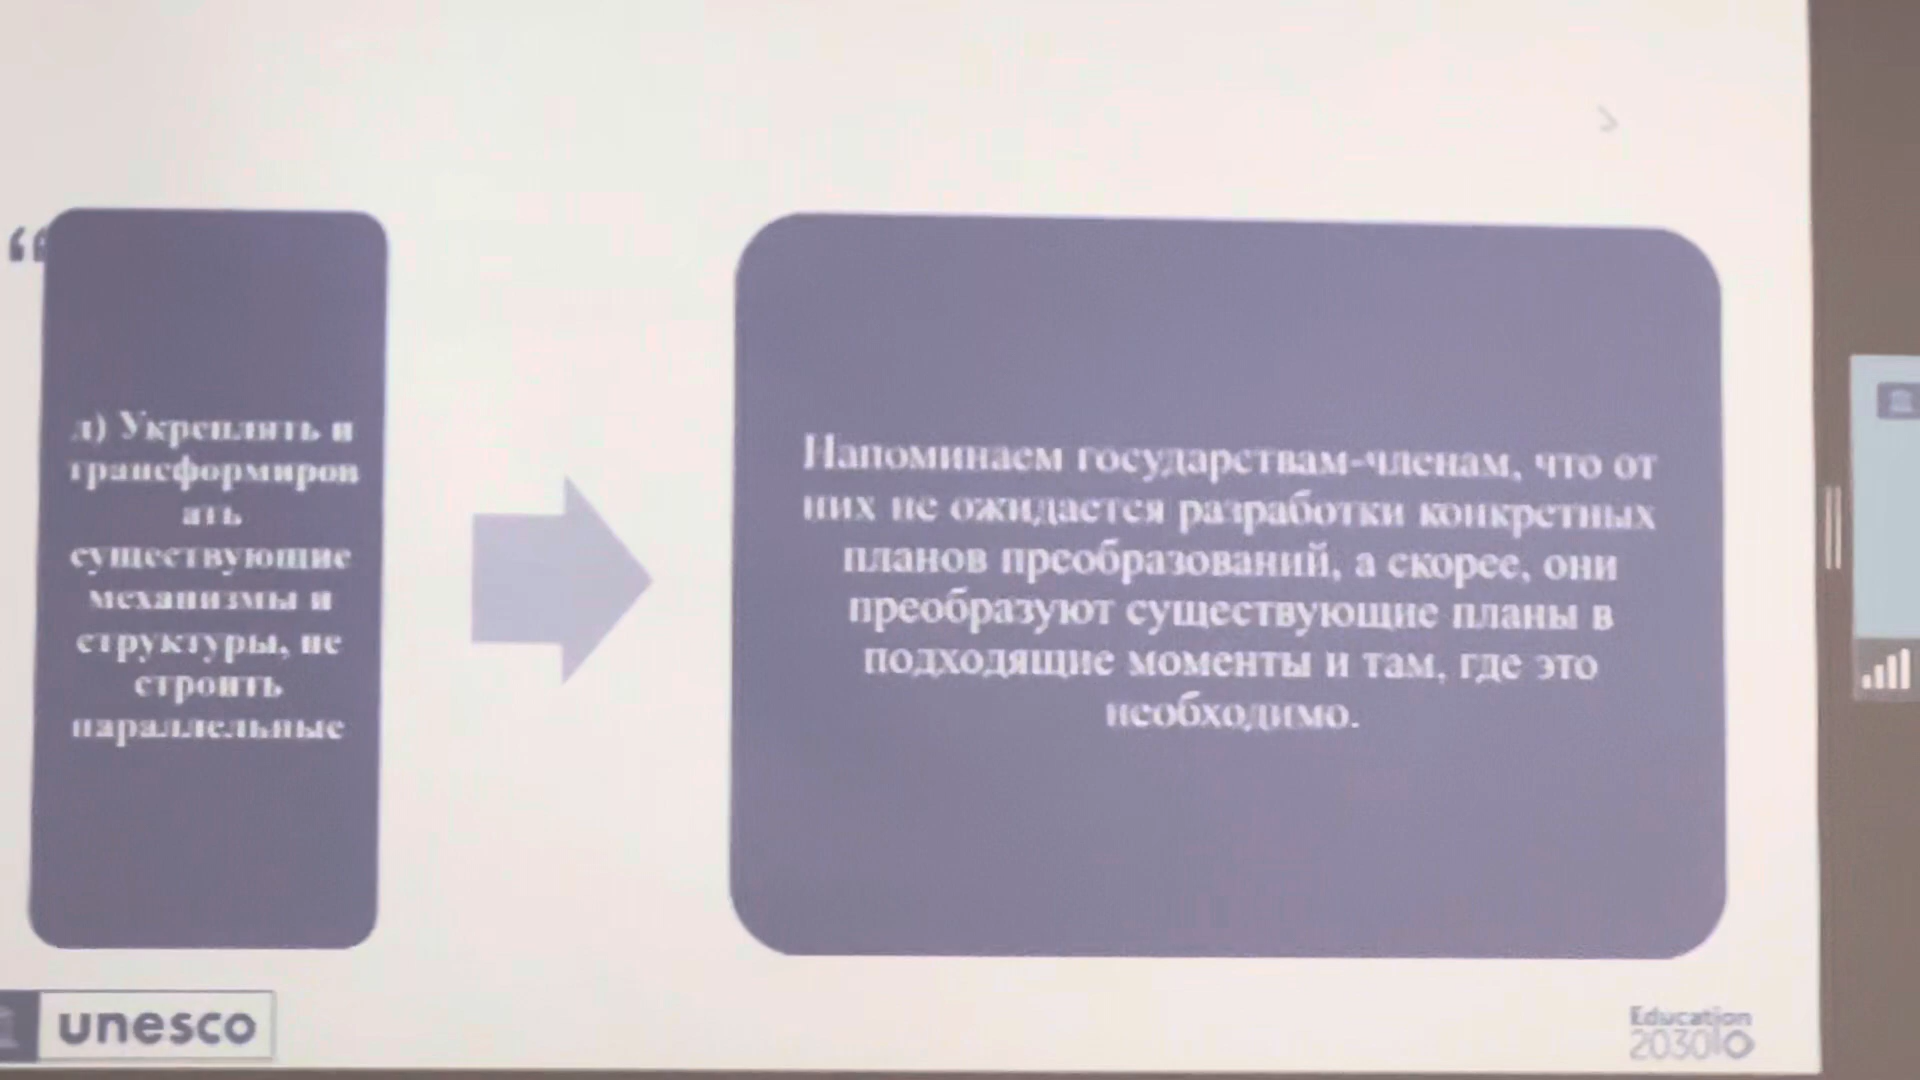 “
д) Укреплять и
трансформиров
ать
существующие
механизмы и
структуры, не
строить
параллельные
Напоминаем государствам-членам, что от
них не ожидается разработки конкретных
планов преобразований, а скорее, они
преобразуют существующие планы в
подходящие моменты и там, где это
необходимо.
unesco
Education
2030